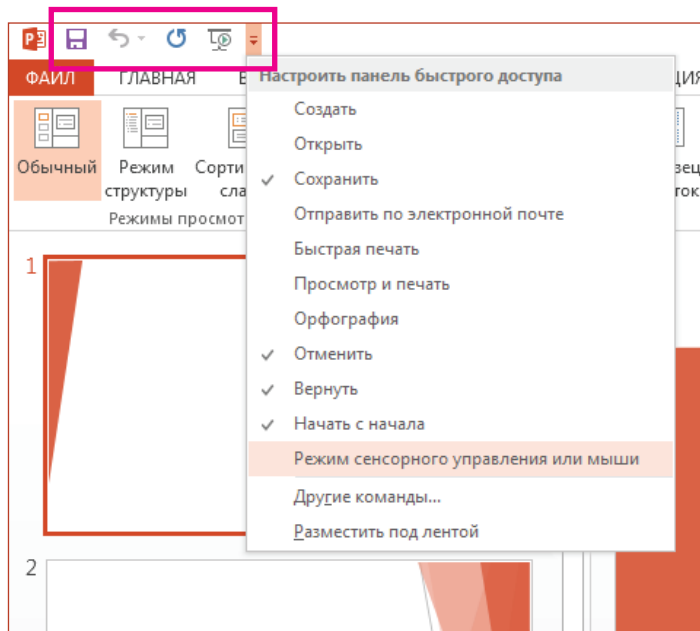 ФАЙЛ ГЛАВНАЯ
Настроить панель быстрого доступа
Создать
Открыть
Сохранить
Отправить по электронной почте
Быстрая печать
Просмотр и печать
Орфография
Отменить
Вернуть
Начать с начала
Режим сенсорного управления или мыши
Другие команды...
Разместить под лентой
Обычный
Режим
структуры
Режимы
1
2